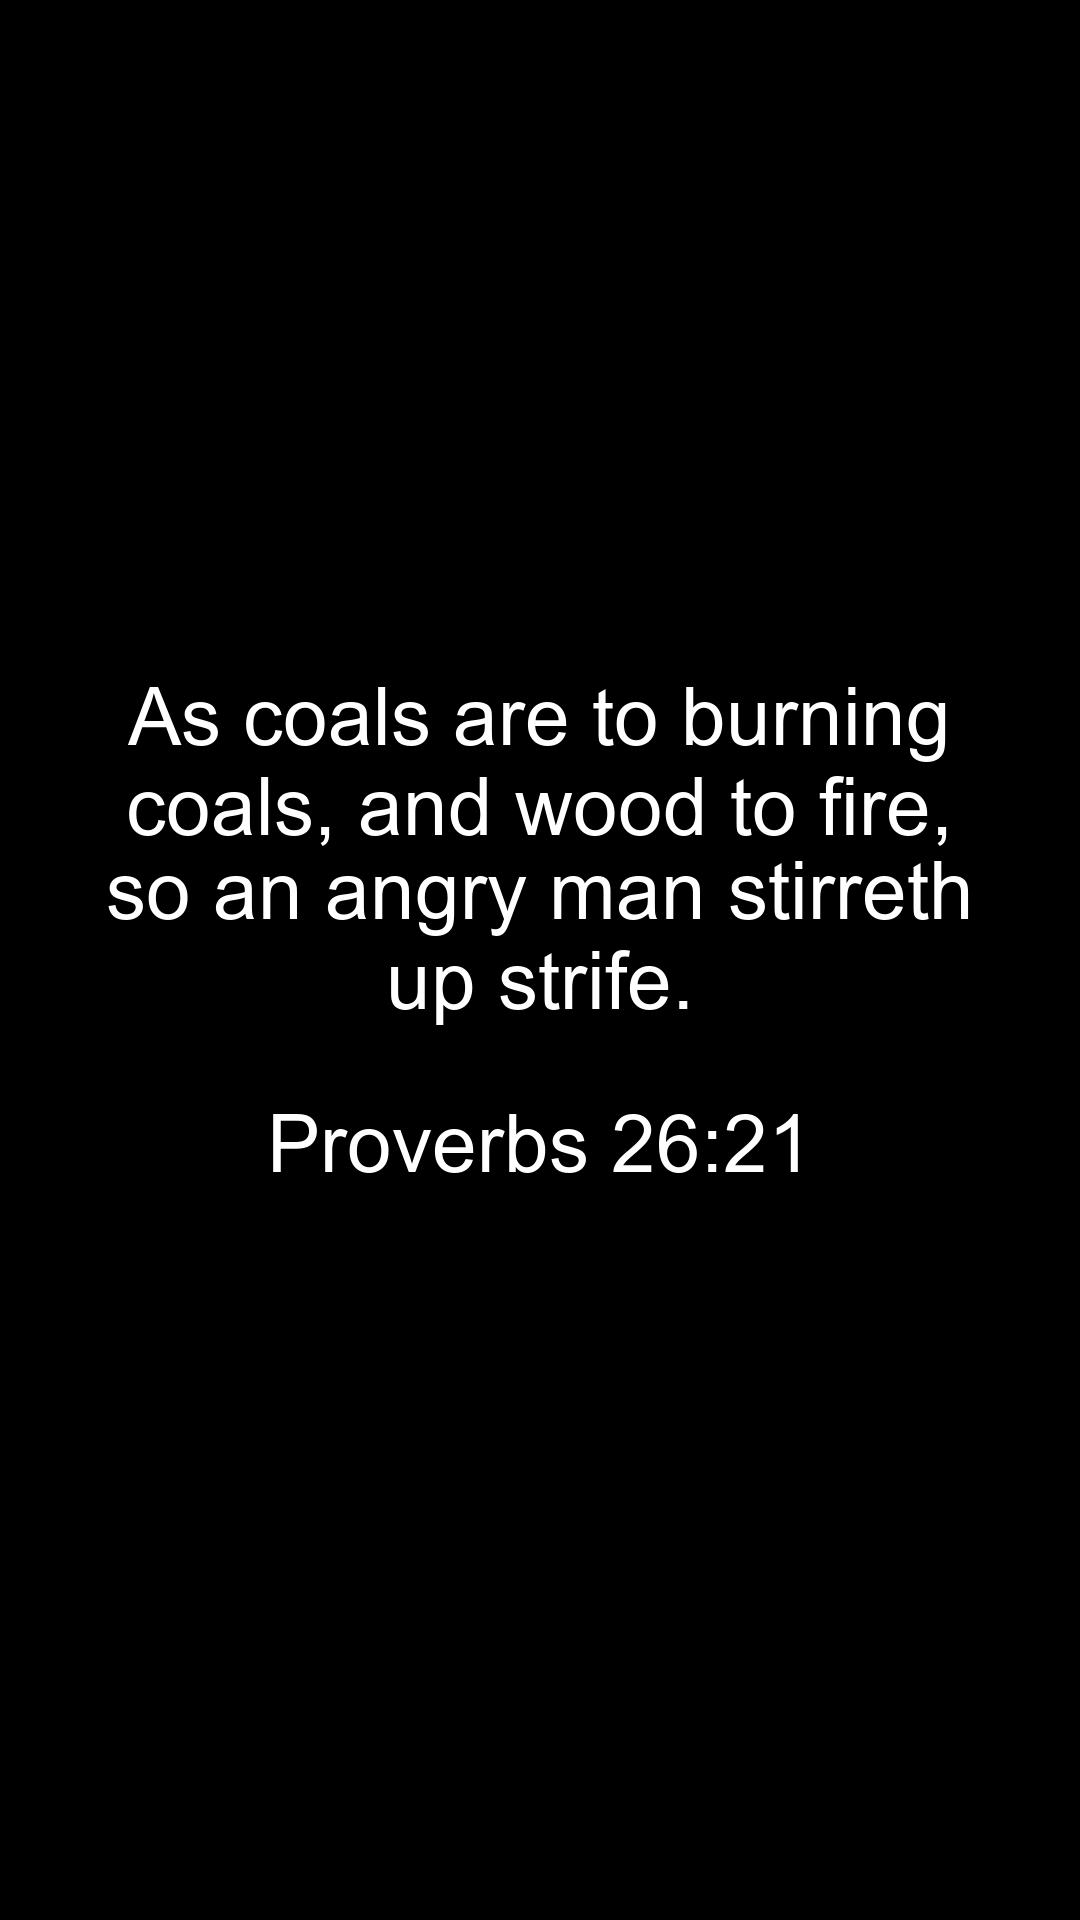 As coals are to burning
coals, and wood to fire,
so an angry man stirreth
up strife.
Proverbs 26:21